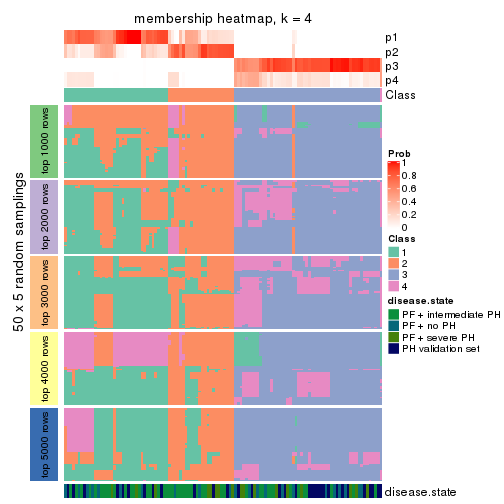 membership heatmap, k = 4
p1
p2
p3
p4
Class
50 x 5 random samplings
top 1000 rows
top 2000 rows
top 3000 rows
top 4000 rows
top 5000 rows
disease.state
Prob
1
0.8
0.6
0.4
0.2
0
Class
1
2
3
4
disease.state
PF+ intermediate PH
PF+ no PH
PF+ severe PH
PH validation set